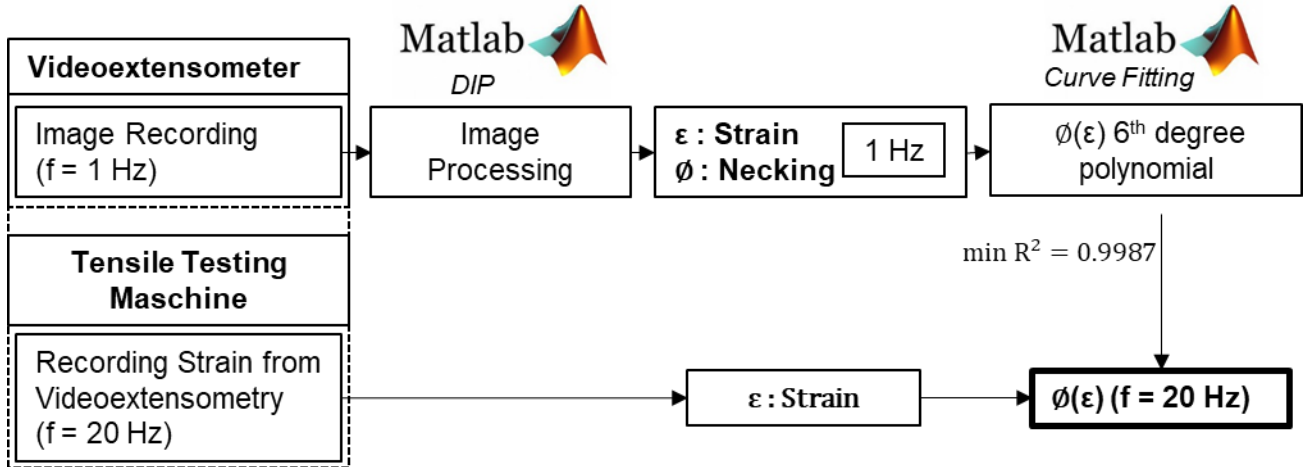 Matlab
DIP
Matlab
Curve Fitting
Videoextensometer
Image Recording
(f = 1 Hz)
Image
Processing
ε : Strain
Ø : Necking
1 Hz
Ø(ε) 6th degree
polynomial
min R² = 0.9987
Tensile Testing
Maschine
Recording Strain from
Videoextensometry
(f = 20 Hz)
ε : Strain
Ø(ε) (f = 20 Hz)